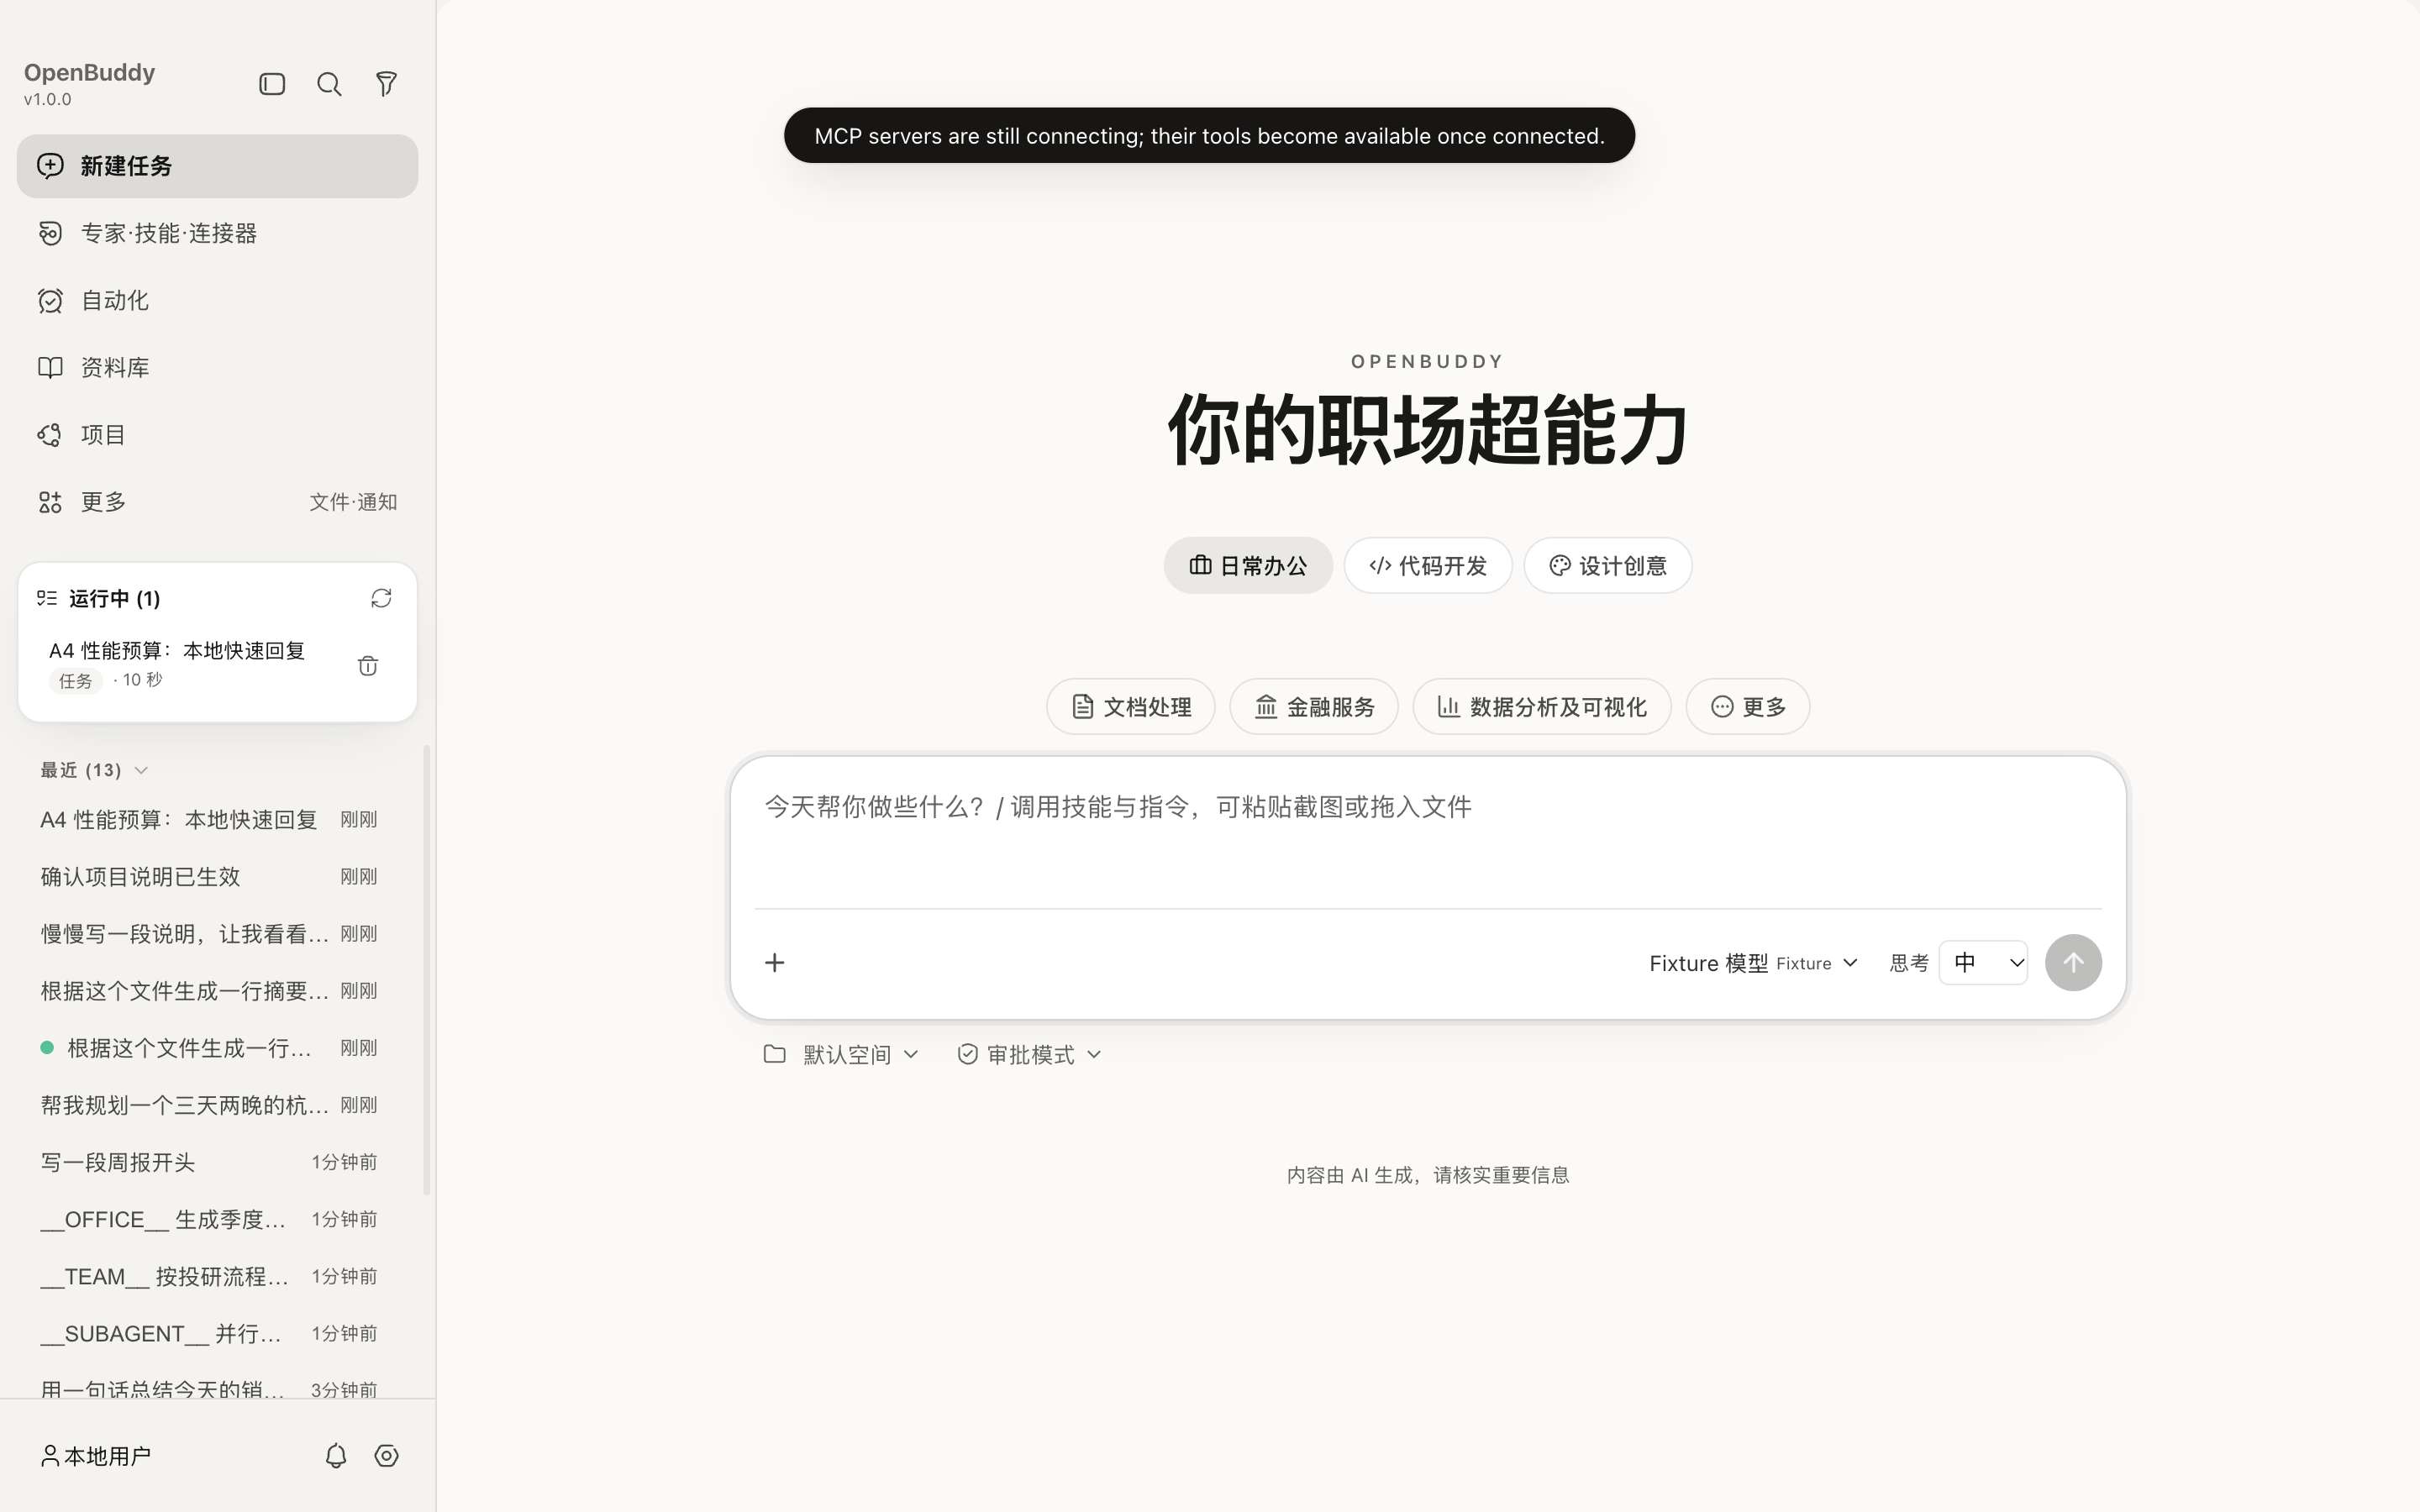 OpenBuddy
v1.0.0
新建任务
专家·技能·连接器
自动化
资料库
项目
更多 文件·通知
运行中 (1)
A4 性能预算：本地快速回复
任务 · 10 秒
最近 (13)
A4 性能预算：本地快速回复 刚刚
确认项目说明已生效 刚刚
慢慢写一段说明，让我看看… 刚刚
根据这个文件生成一行摘要… 刚刚
根据这个文件生成一行… 刚刚
帮我规划一个三天两晚的杭… 刚刚
写一段周报开头 1分钟前
__OFFICE__ 生成季度… 1分钟前
__TEAM__ 按投研流程… 1分钟前
__SUBAGENT__ 并行… 1分钟前
用一句话总结今天的销… 3分钟前
本地用户
MCP servers are still connecting; their tools become available once connected.
OPENBUDDY
你的职场超能力
日常办公 代码开发 设计创意
文档处理 金融服务 数据分析及可视化 更多
今天帮你做些什么？/ 调用技能与指令，可粘贴截图或拖入文件
Fixture 模型 Fixture 思考 中
默认空间 审批模式
内容由 AI 生成，请核实重要信息